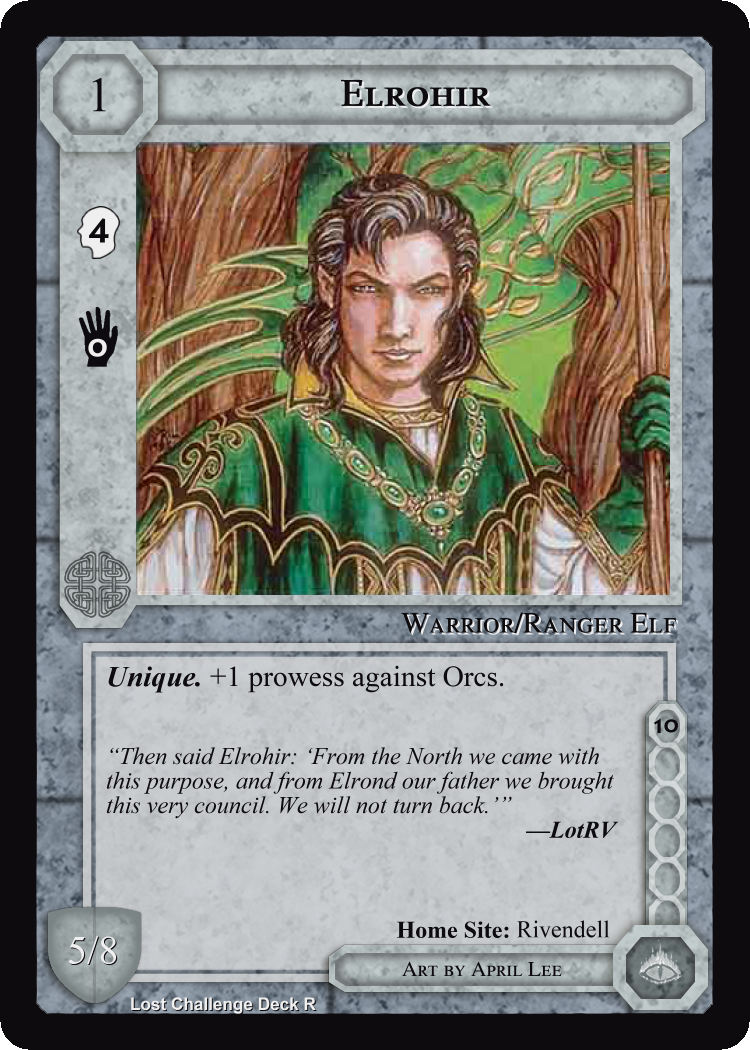 1
ELROHIR
4
0
WARRIOR/RANGER ELF
Unique. +1 prowess against Orcs.
10
“Then said Elrohir: ‘From the North we came with
this purpose, and from Elrond our father we brought
this very council. We will not turn back.’”
—LotRV
Home Site: Rivendell
5/8
ART BY APRIL LEE
Lost Challenge Deck R